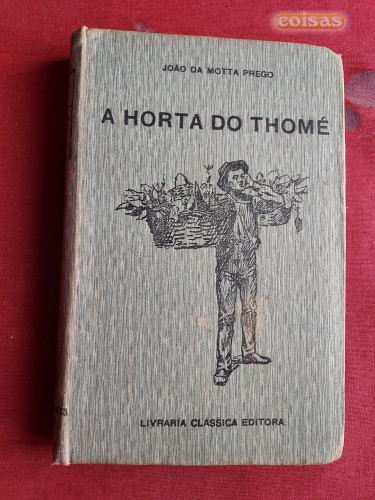 coisas
JOÃO DA MOTTA PREGO
A HORTA DO THOMÉ
LIVRARIA CLASSICA EDITORA